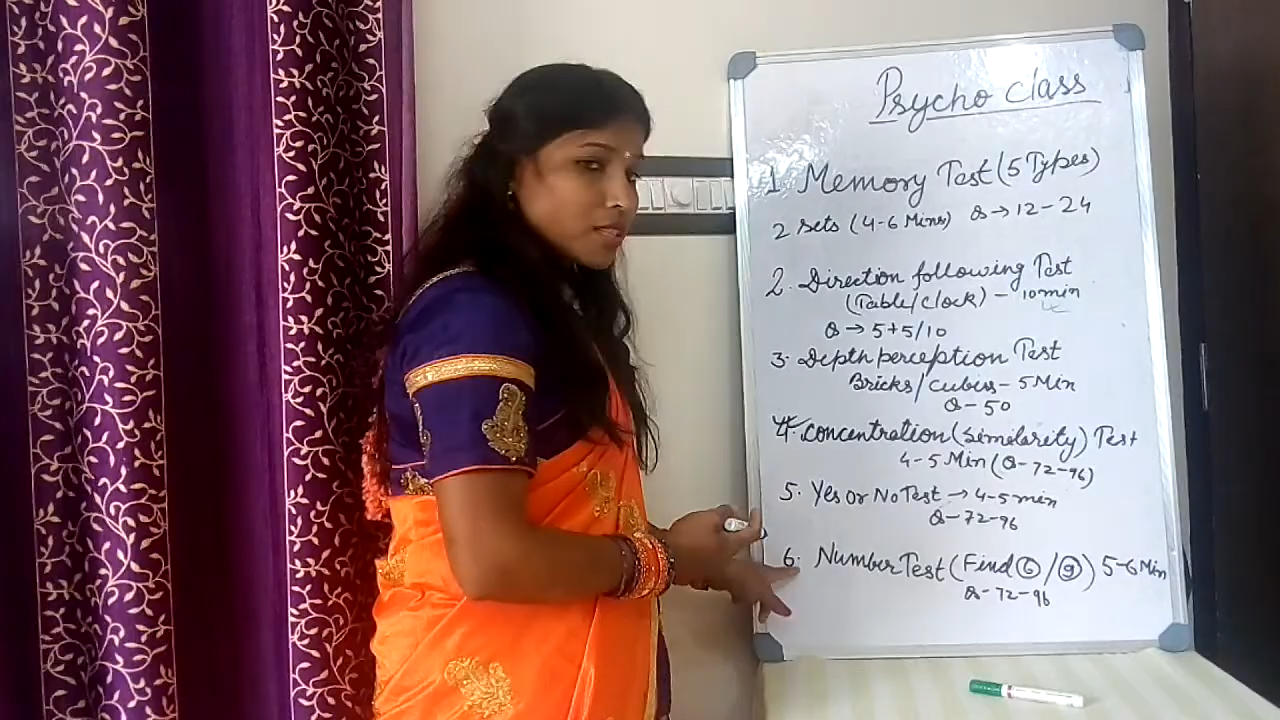 Psycho class
1 Memory Test (5 Types)
2 sets (4-6 Mins) Q → 12-24
2. Direction following Test
(Table/clock) - 10min
Q → 5+5/10
3. Depth perception Test
Bricks/cubes - 5 Min
Q - 50
4. Concentration (Similarity) Test
4-5 Min (Q-72-96)
5. Yes or No Test → 4-5 min
Q-72-96
6. Number Test (Find 6 / 9) 5-6 Min
Q-72-96